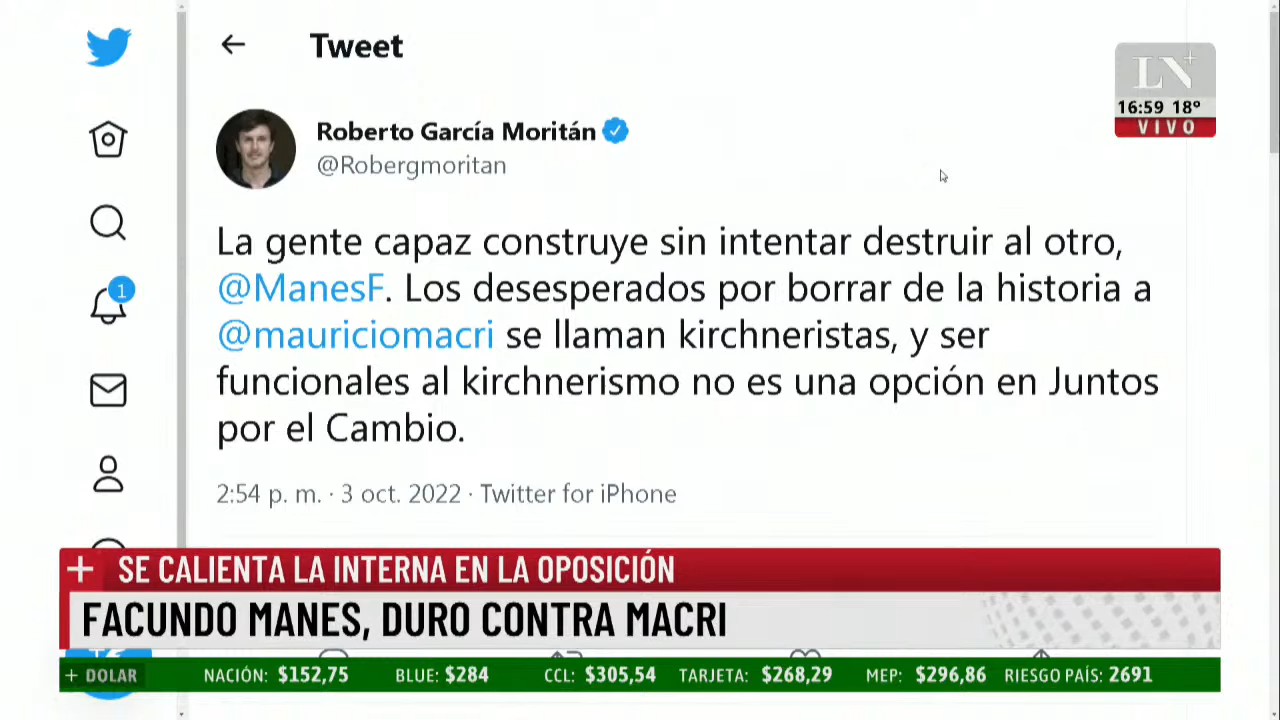 Tweet
LN+
16:59 18°
VIVO
Roberto García Moritán
@Robergmoritan
1
La gente capaz construye sin intentar destruir al otro,
@ManesF. Los desesperados por borrar de la historia a
@mauriciomacri se llaman kirchneristas, y ser
funcionales al kirchnerismo no es una opción en Juntos
por el Cambio.
2:54 p. m. · 3 oct. 2022 · Twitter for iPhone
+ SE CALIENTA LA INTERNA EN LA OPOSICIÓN
FACUNDO MANES, DURO CONTRA MACRI
+ DOLAR NACIÓN: $152,75 BLUE: $284 CCL: $305,54 TARJETA: $268,29 MEP: $296,86 RIESGO PAÍS: 2691